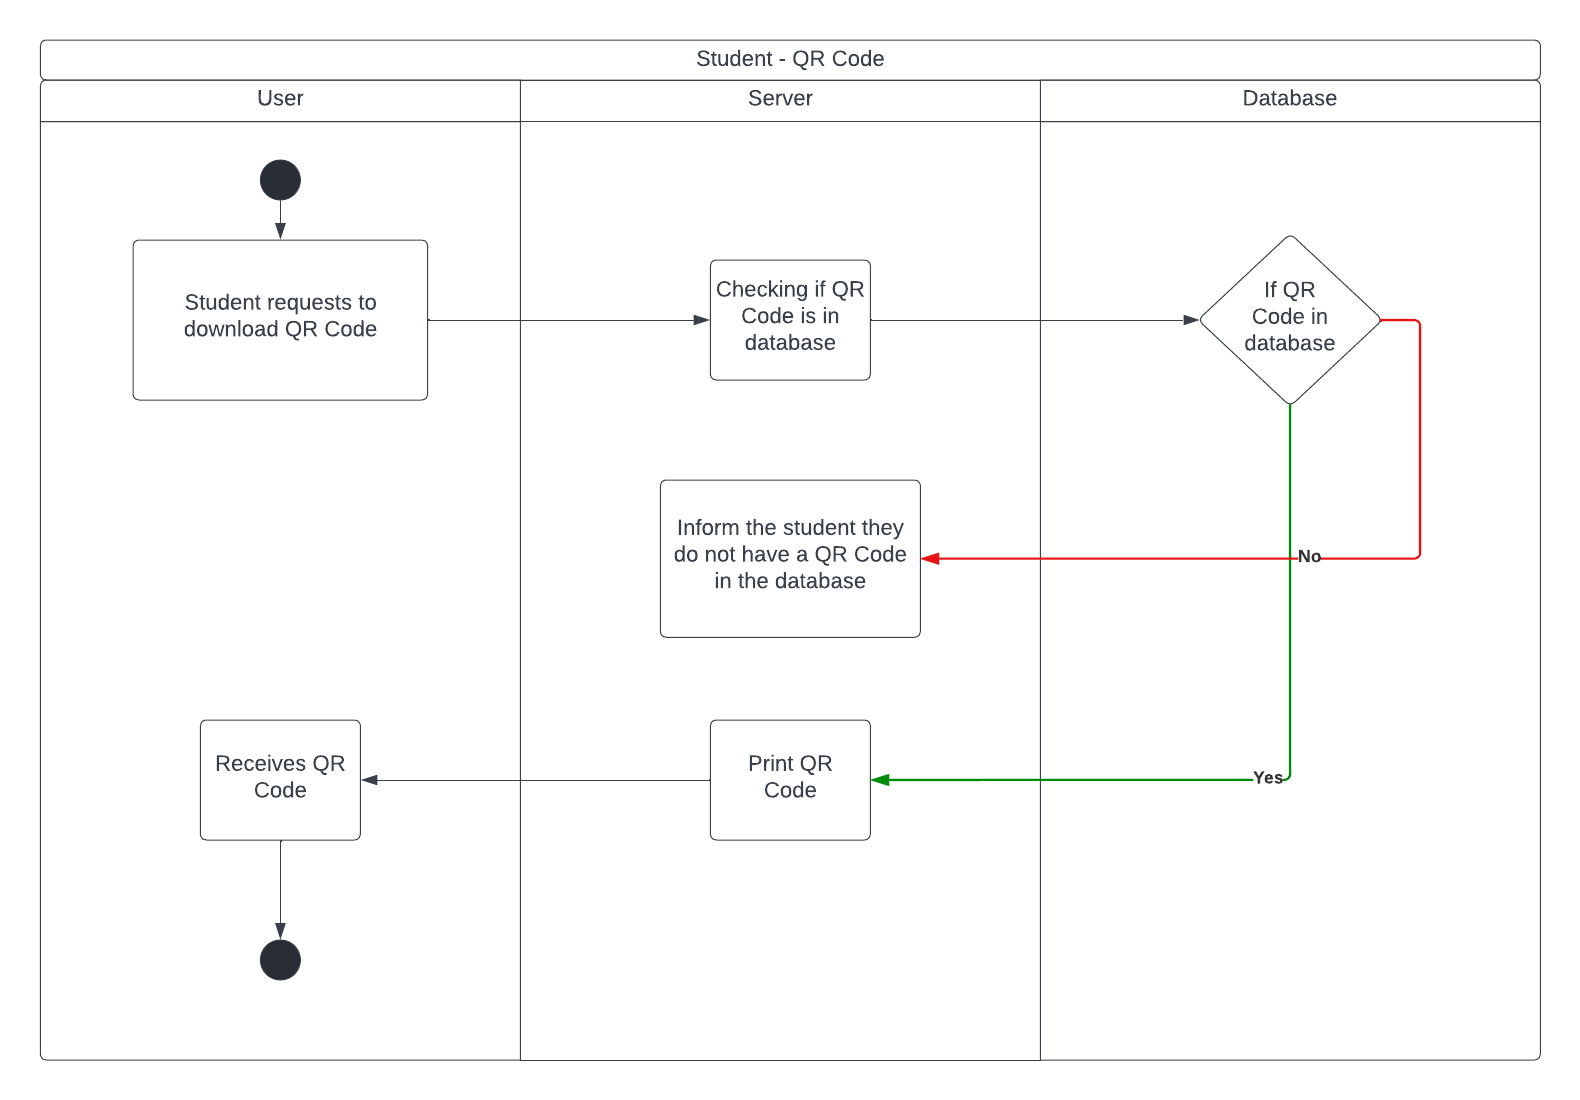 Student - QR Code
User
Server
Database
Student requests to
download QR Code
Checking if QR
Code is in
database
If QR
Code in
database
Inform the student they
do not have a QR Code
in the database
No
Receives QR
Code
Print QR
Code
Yes